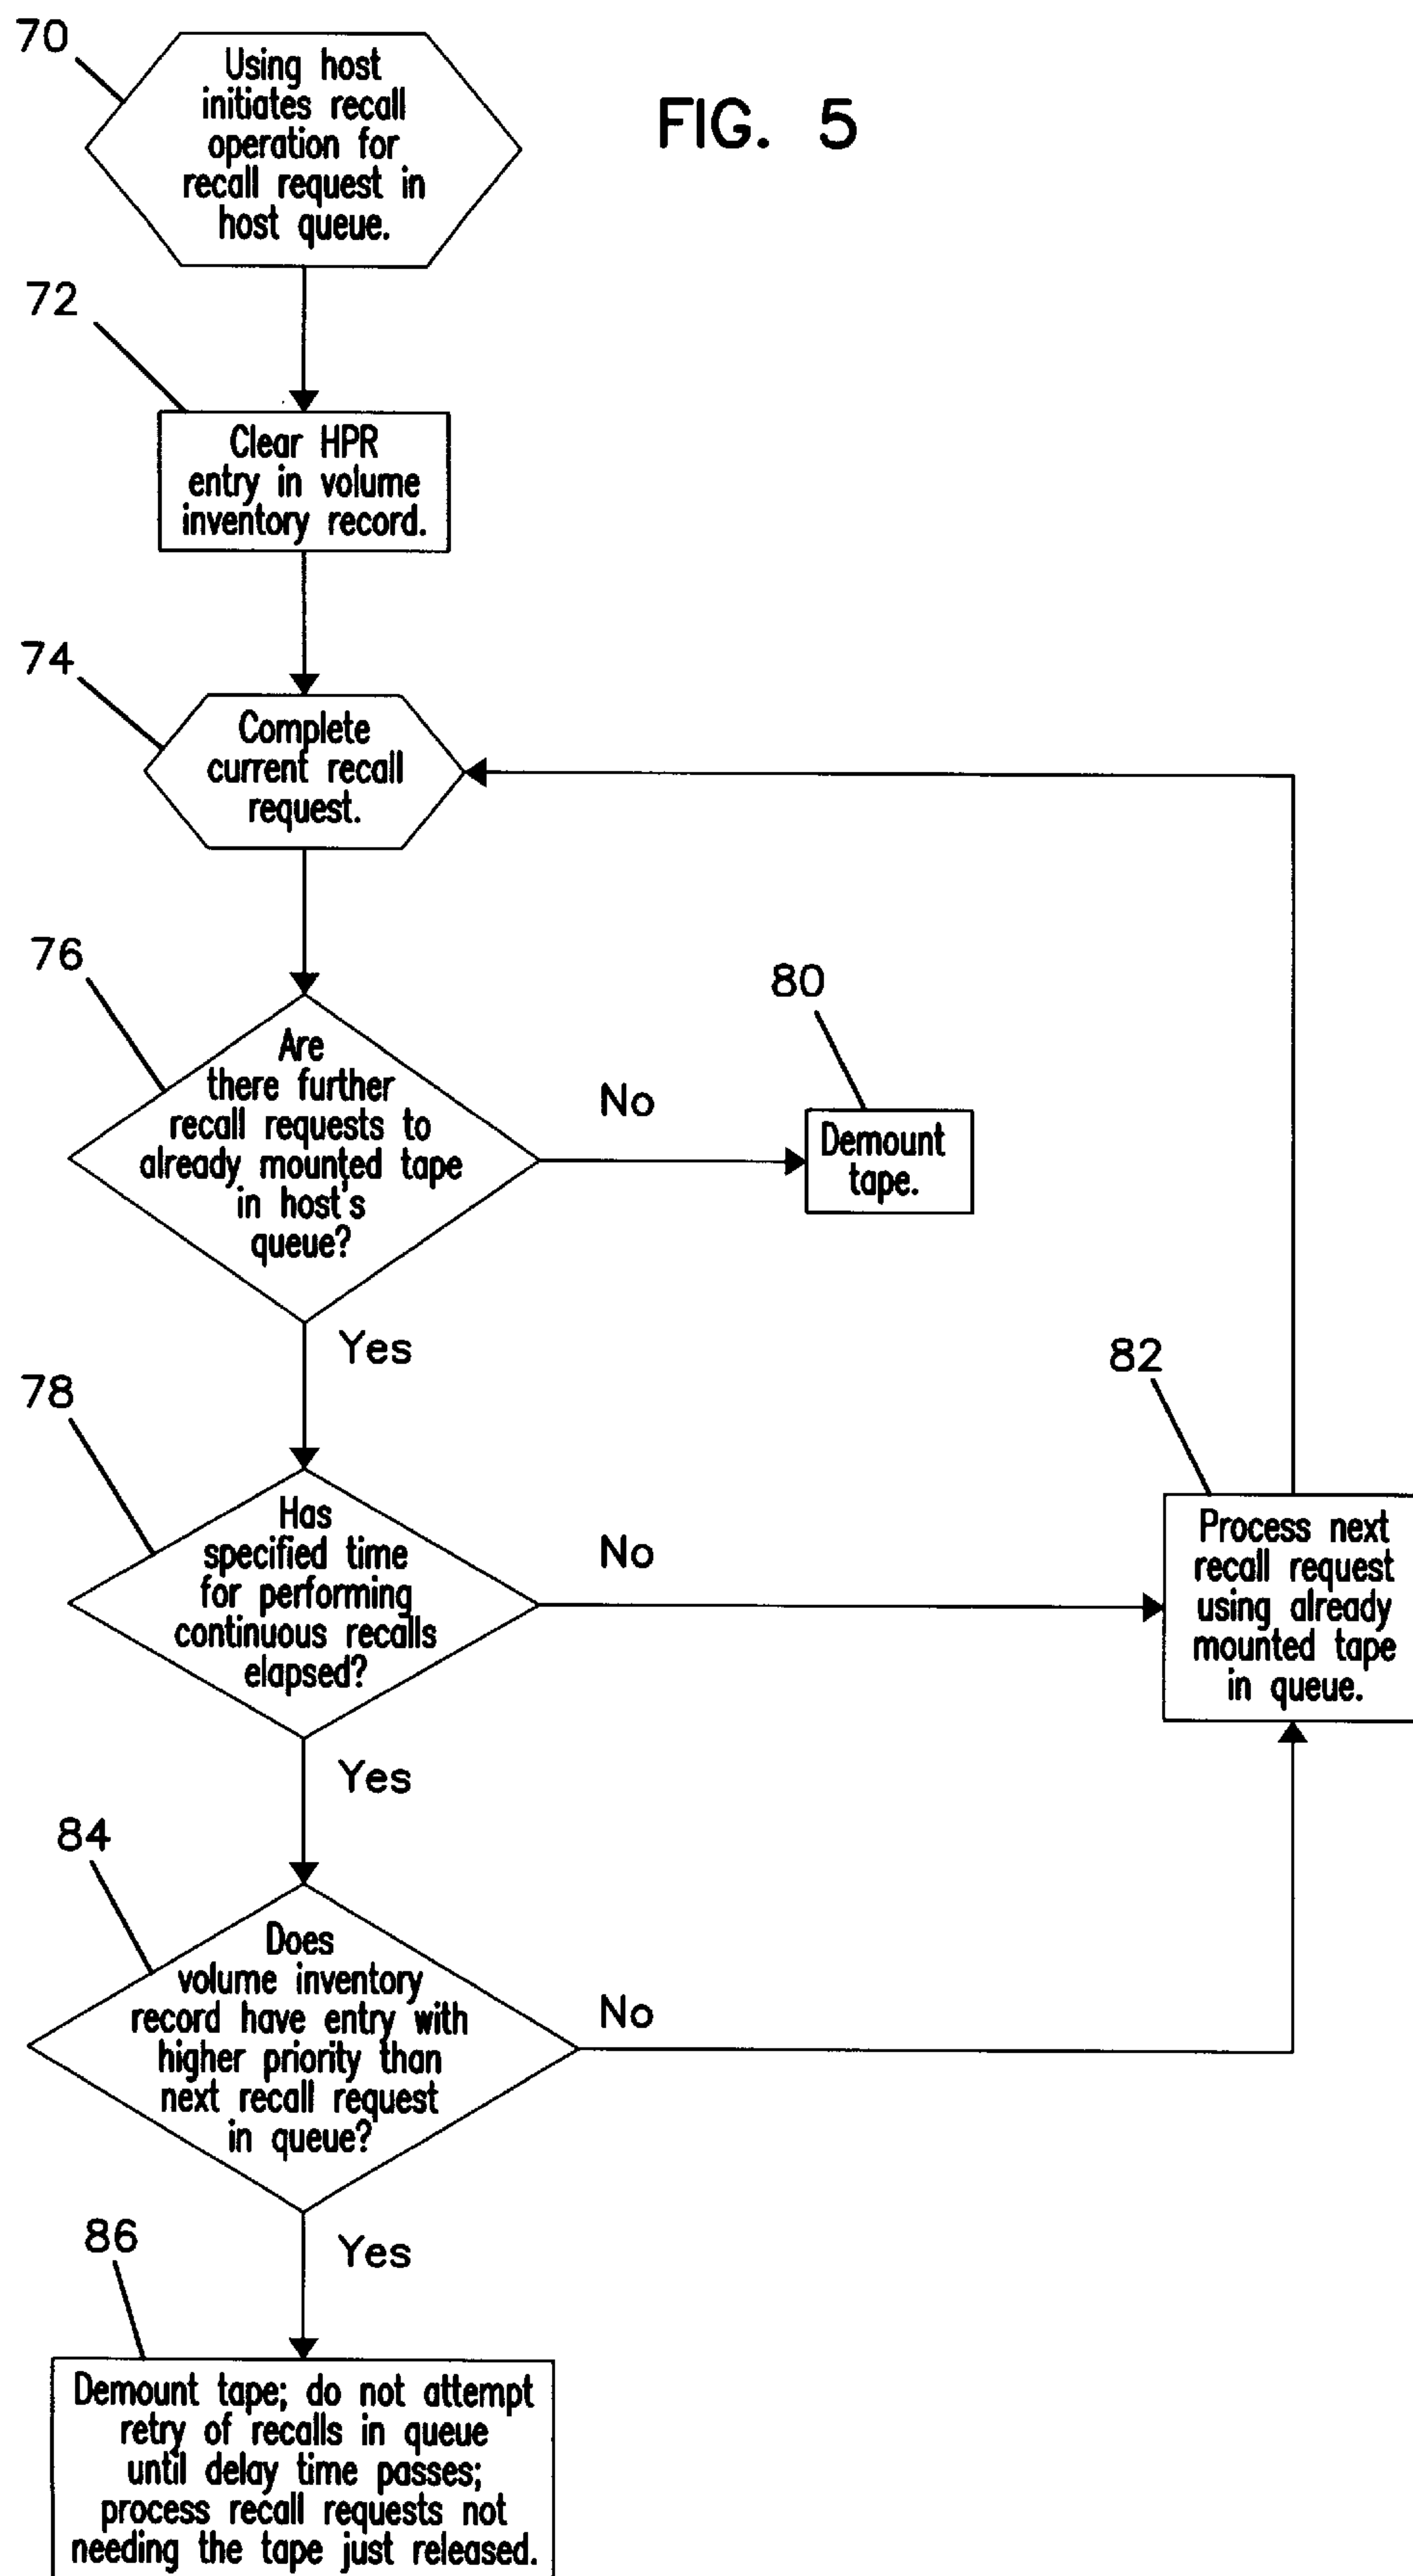 70
Using host
initiates recall
operation for
recall request in
host queue.
FIG. 5
72
Clear HPR
entry in volume
inventory record.
74
Complete
current recall
request.
76
Are
there further
recall requests to
already mounted tape
in host's
queue?
No
80
Demount
tape.
Yes
78
Has
specified time
for performing
continuous recalls
elapsed?
No
82
Process next
recall request
using already
mounted tape
in queue.
Yes
84
Does
volume inventory
record have entry with
higher priority than
next recall request
in queue?
No
Yes
86
Demount tape; do not attempt
retry of recalls in queue
until delay time passes;
process recall requests not
needing the tape just released.